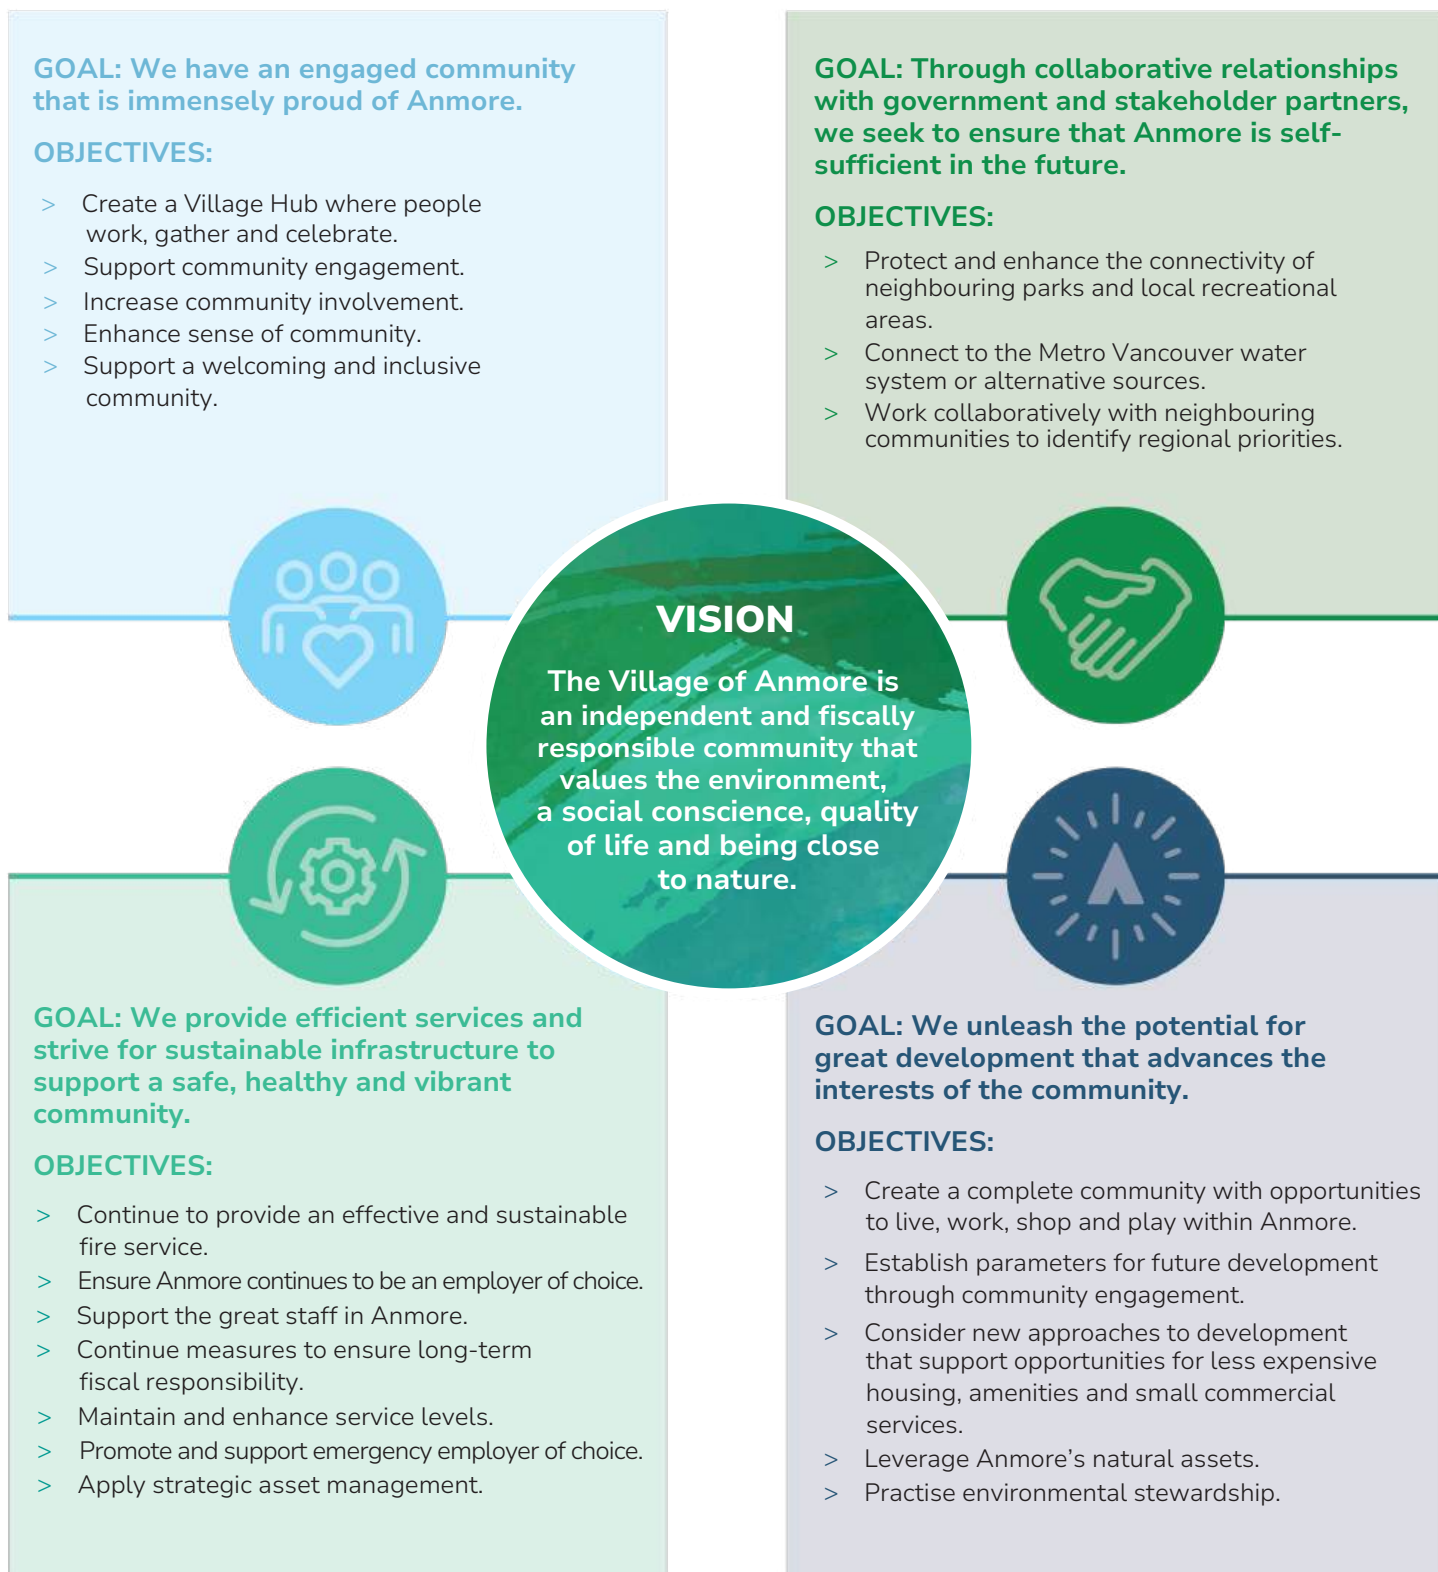 GOAL: We have an engaged community
that is immensely proud of Anmore.
OBJECTIVES:
> Create a Village Hub where people
work, gather and celebrate.
> Support community engagement.
> Increase community involvement.
> Enhance sense of community.
> Support a welcoming and inclusive
community.
GOAL: Through collaborative relationships
with government and stakeholder partners,
we seek to ensure that Anmore is self-
sufficient in the future.
OBJECTIVES:
> Protect and enhance the connectivity of
neighbouring parks and local recreational
areas.
> Connect to the Metro Vancouver water
system or alternative sources.
> Work collaboratively with neighbouring
communities to identify regional priorities.
VISION
The Village of Anmore is
an independent and fiscally
responsible community that
values the environment,
a social conscience, quality
of life and being close
to nature.
GOAL: We provide efficient services and
strive for sustainable infrastructure to
support a safe, healthy and vibrant
community.
OBJECTIVES:
> Continue to provide an effective and sustainable
fire service.
> Ensure Anmore continues to be an employer of choice.
> Support the great staff in Anmore.
> Continue measures to ensure long-term
fiscal responsibility.
> Maintain and enhance service levels.
> Promote and support emergency employer of choice.
> Apply strategic asset management.
GOAL: We unleash the potential for
great development that advances the
interests of the community.
OBJECTIVES:
> Create a complete community with opportunities
to live, work, shop and play within Anmore.
> Establish parameters for future development
through community engagement.
> Consider new approaches to development
that support opportunities for less expensive
housing, amenities and small commercial
services.
> Leverage Anmore’s natural assets.
> Practise environmental stewardship.